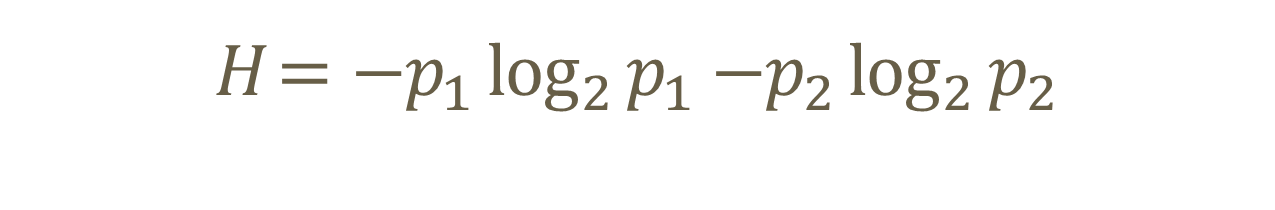 H = −p₁ log₂ p₁ −p₂ log₂ p₂